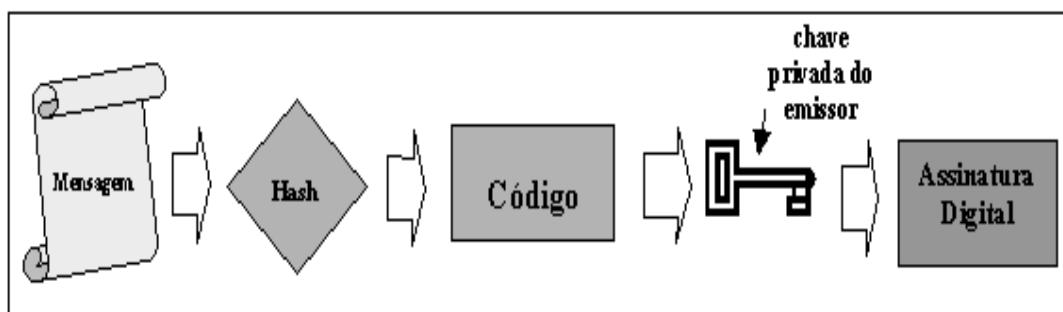 chave
privada do
emissor
Mensagem
Hash
Código
Assinatura
Digital